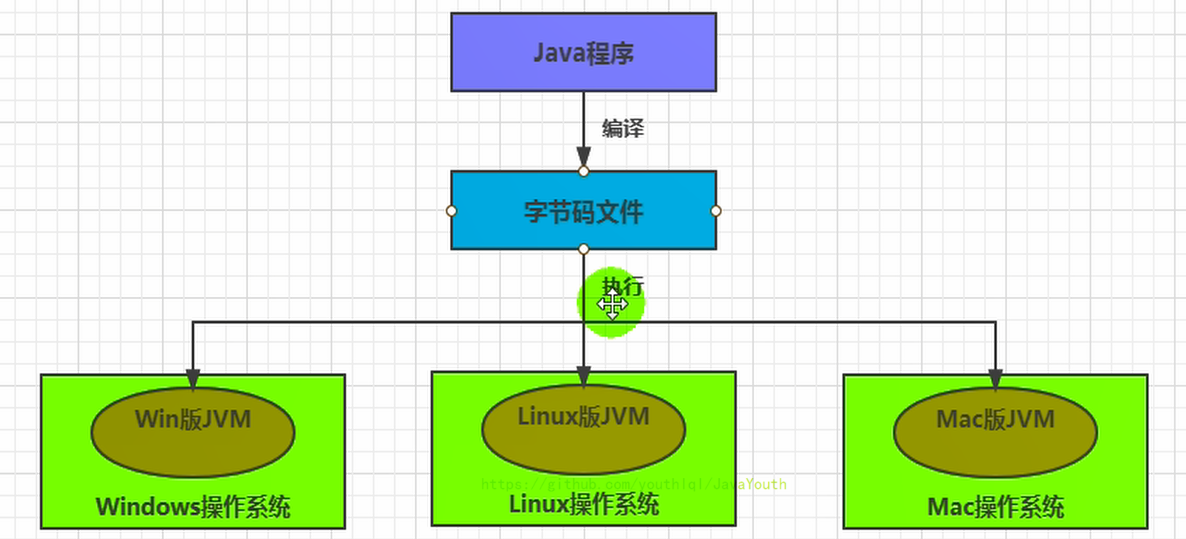 Java程序
编译
字节码文件
执行
Win版JVM
Linux版JVM
Mac版JVM
https://github.com/youthlql/JavaYouth
Windows操作系统
Linux操作系统
Mac操作系统